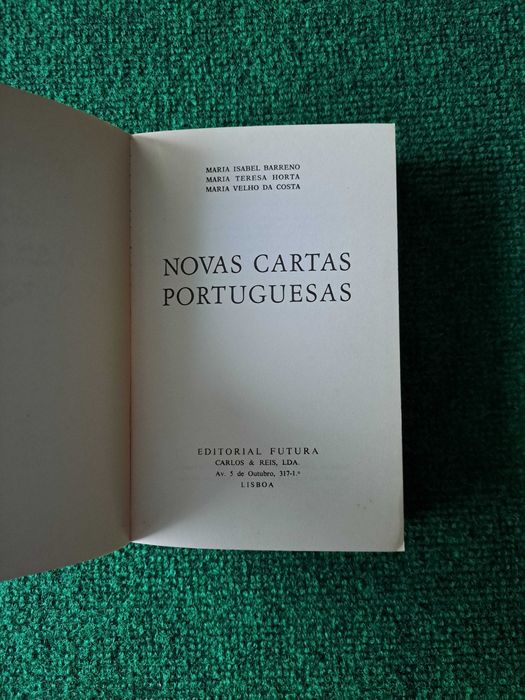 MARIA ISABEL BARRENO
MARIA TERESA HORTA
MARIA VELHO DA COSTA
NOVAS CARTAS
PORTUGUESAS
EDITORIAL FUTURA
CARLOS & REIS, LDA.
Av. 5 de Outubro, 317-1.º
LISBOA